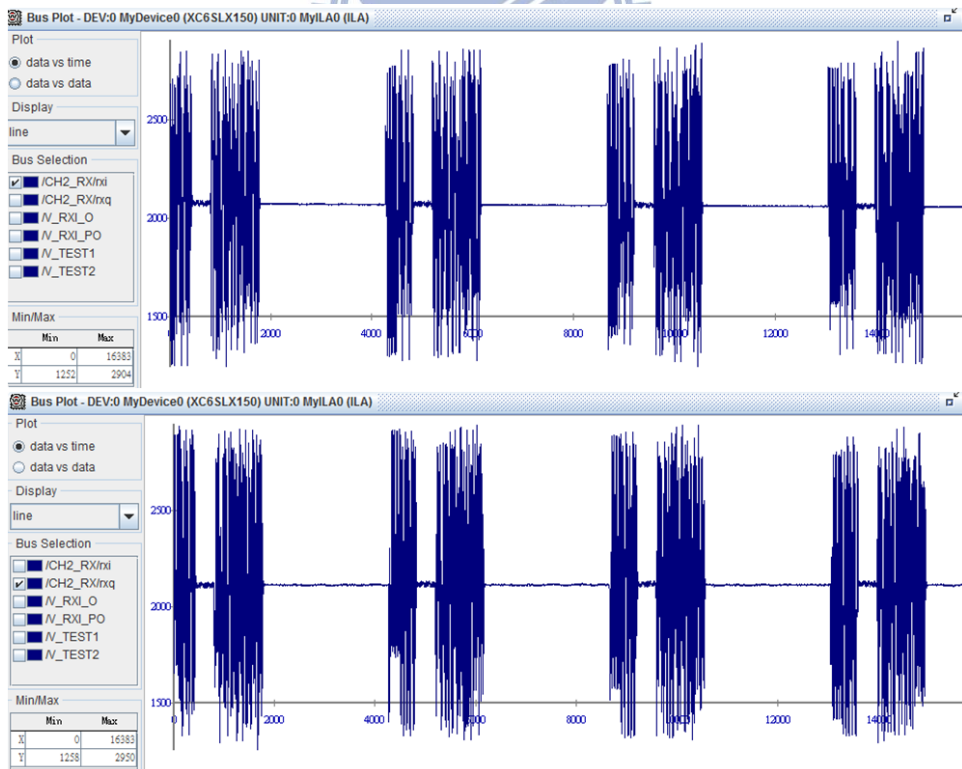 Bus Plot - DEV:0 MyDevice0 (XC6SLX150) UNIT:0 MyILA0 (ILA)
Plot
data vs time
data vs data
Display
line
Bus Selection
/CH2_RX/rxi
/CH2_RX/rxq
/V_RXI_O
/V_RXI_PO
/V_TEST1
/V_TEST2
Min/Max
Min Max
X 0 16383
Y 1252 2904
2500
2000
1500
0 2000 4000 6000 8000 10000 12000 14000
Bus Plot - DEV:0 MyDevice0 (XC6SLX150) UNIT:0 MyILA0 (ILA)
Plot
data vs time
data vs data
Display
line
Bus Selection
/CH2_RX/rxi
/CH2_RX/rxq
/V_RXI_O
/V_RXI_PO
/V_TEST1
/V_TEST2
Min/Max
Min Max
X 0 16383
Y 1258 2950
2500
2000
1500
0 2000 4000 6000 8000 10000 12000 14000